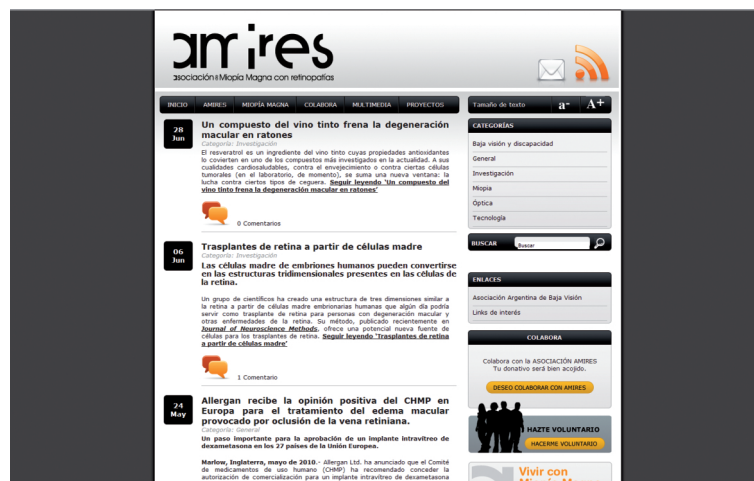 amires
asociación de Miopía Magna con retinopatías
INICIO AMIRES MIOPÍA MAGNA COLABORA MULTIMEDIA PROYECTOS
28
Jun
Un compuesto del vino tinto frena la degeneración
macular en ratones
Categoría: Investigación
El resveratrol es un ingrediente del vino tinto cuyas propiedades antioxidantes
lo covierten en uno de los compuestos más investigados en la actualidad. A sus
cualidades cardiosaludables, contra el envejecimiento o contra ciertas células
tumorales (en el laboratorio, de momento), se suma una nueva ventana: la
lucha contra ciertos tipos de ceguera. Seguir leyendo 'Un compuesto del
vino tinto frena la degeneración macular en ratones'
0 Comentarios
06
Jun
Trasplantes de retina a partir de células madre
Categoría: Investigación
Las células madre de embriones humanos pueden convertirse
en las estructuras tridimensionales presentes en las células de
la retina.
Un grupo de científicos ha creado una estructura de tres dimensiones similar a
la retina a partir de células madre embrionarias humanas que algún día podría
servir como trasplante de retina para personas con degeneración macular y
otras enfermedades de la retina. Su método, publicado recientemente en
Journal of Neuroscience Methods, ofrece una potencial nueva fuente de
células para los trasplantes de retina. Seguir leyendo 'Trasplantes de retina
a partir de células madre'
1 Comentario
24
May
Allergan recibe la opinión positiva del CHMP en
Europa para el tratamiento del edema macular
provocado por oclusión de la vena retiniana.
Categoría: General
Un paso importante para la aprobación de un implante intravítreo de
dexametasona en los 27 países de la Unión Europea.
Marlow, Inglaterra, mayo de 2010.- Allergan Ltd. ha anunciado que el Comité
de medicamentos de uso humano (CHMP) ha recomendado conceder la
autorización de comercialización para un implante intravítreo de dexametasona
Tamaño de texto a- A+
CATEGORÍAS
Baja visión y discapacidad
General
Investigación
Miopia
Óptica
Tecnología
BUSCAR Buscar
ENLACES
Asociación Argentina de Baja Visión
Links de interés
COLABORA
Colabora con la ASOCIACIÓN AMIRES
Tu donativo será bien acojido.
DESEO COLABORAR CON AMIRES
HAZTE VOLUNTARIO
HACERME VOLUNTARIO
Vivir con